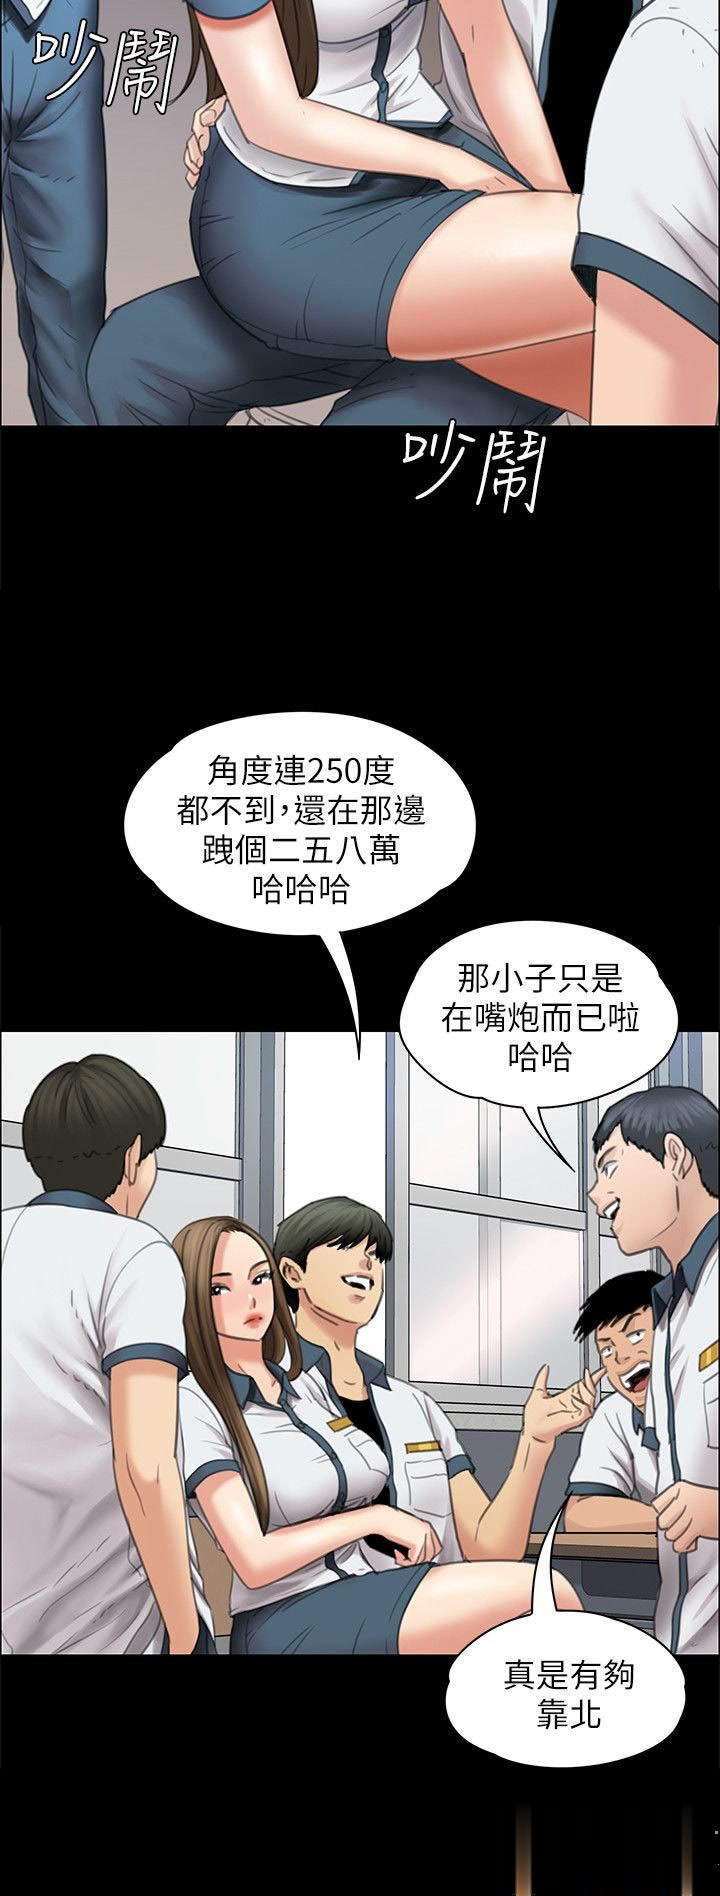 吵鬧
吵鬧
角度連250度
都不到,還在那邊
跩個二五八萬
哈哈哈
那小子只是
在嘴炮而已啦
哈哈
真是有夠
靠北